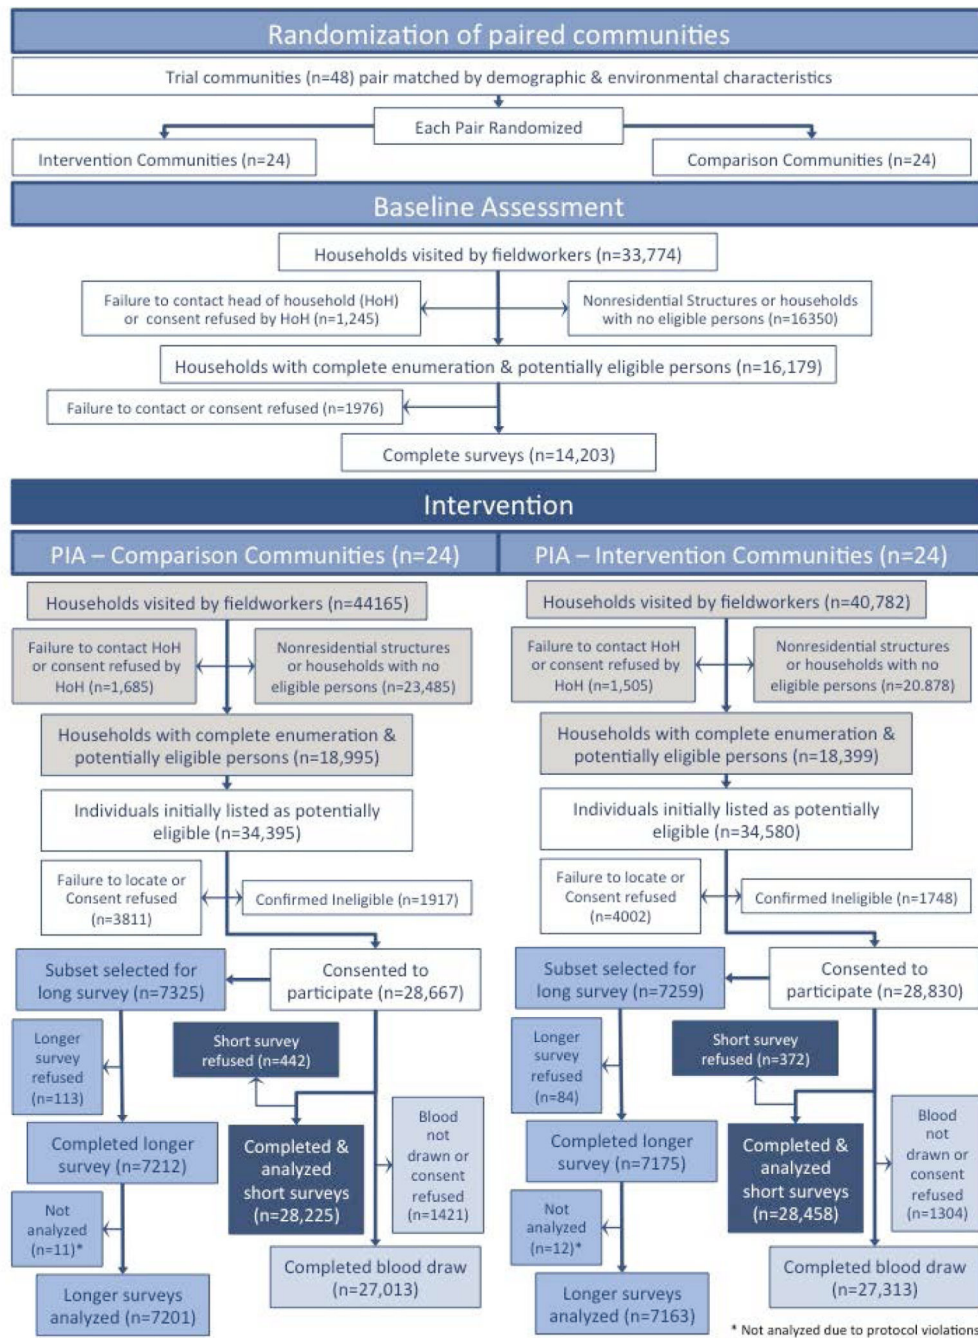 Randomization of paired communities
Trial communities (n=48) pair matched by demographic & environmental characteristics
Each Pair Randomized
Intervention Communities (n=24)
Comparison Communities (n=24)
Baseline Assessment
Households visited by fieldworkers (n=33,774)
Failure to contact head of household (HoH)
or consent refused by HoH (n=1,245)
Nonresidential Structures or households
with no eligible persons (n=16350)
Households with complete enumeration & potentially eligible persons (n=16,179)
Failure to contact or consent refused (n=1976)
Complete surveys (n=14,203)
Intervention
PIA – Comparison Communities (n=24)
Households visited by fieldworkers (n=44165)
Failure to contact HoH
or consent refused by
HoH (n=1,685)
Nonresidential structures
or households with no
eligible persons (n=23,485)
Households with complete enumeration &
potentially eligible persons (n=18,995)
Individuals initially listed as potentially
eligible (n=34,395)
Failure to locate or
Consent refused
(n=3811)
Confirmed Ineligible (n=1917)
Subset selected for
long survey (n=7325)
Consented to
participate (n=28,667)
Longer
survey
refused
(n=113)
Short survey
refused (n=442)
Completed longer
survey (n=7212)
Completed &
analyzed
short surveys
(n=28,225)
Blood
not
drawn or
consent
refused
(n=1421)
Not
analyzed
(n=11)*
Longer surveys
analyzed (n=7201)
Completed blood draw
(n=27,013)
PIA – Intervention Communities (n=24)
Households visited by fieldworkers (n=40,782)
Failure to contact HoH
or consent refused by
HoH (n=1,505)
Nonresidential structures
or households with no
eligible persons (n=20.878)
Households with complete enumeration &
potentially eligible persons (n=18,399)
Individuals initially listed as potentially
eligible (n=34,580)
Failure to locate or
Consent refused
(n=4002)
Confirmed Ineligible (n=1748)
Subset selected for
long survey (n=7259)
Consented to
participate (n=28,830)
Longer
survey
refused
(n=84)
Short survey
refused (n=372)
Completed longer
survey (n=7175)
Completed &
analyzed
short surveys
(n=28,458)
Blood
not
drawn or
consent
refused
(n=1304)
Not
analyzed
(n=12)*
Longer surveys
analyzed (n=7163)
Completed blood draw
(n=27,313)
* Not analyzed due to protocol violations